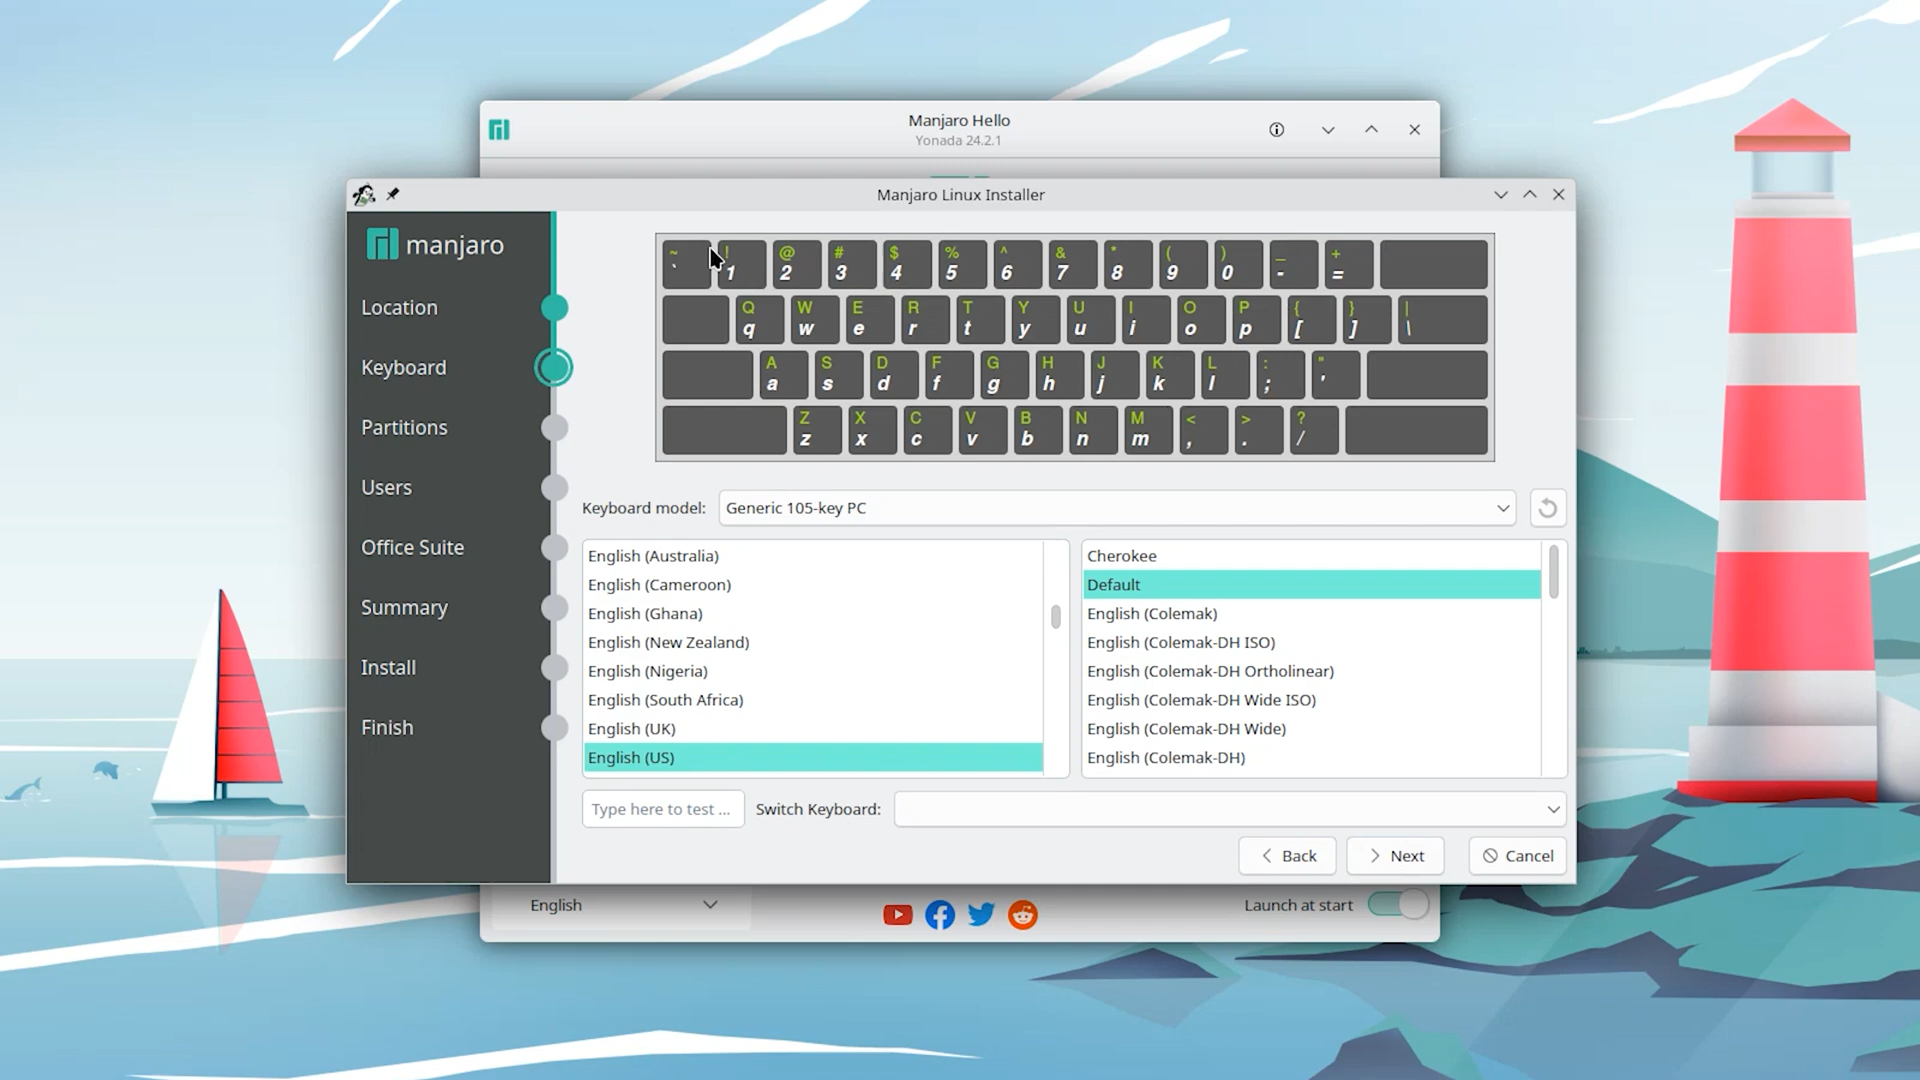 Manjaro Hello
Yonada 24.2.1
Manjaro Linux Installer
manjaro
Location
Keyboard
Partitions
Users
Office Suite
Summary
Install
Finish
~ ! @ # $ % ^ & * ( ) _ +
` 1 2 3 4 5 6 7 8 9 0 - =
Q W E R T Y U I O P { } |
q w e r t y u i o p [ ] \
A S D F G H J K L : "
a s d f g h j k l ; '
Z X C V B N M < > ?
z x c v b n m , . /
Keyboard model: Generic 105-key PC
English (Australia)
English (Cameroon)
English (Ghana)
English (New Zealand)
English (Nigeria)
English (South Africa)
English (UK)
English (US)
Cherokee
Default
English (Colemak)
English (Colemak-DH ISO)
English (Colemak-DH Ortholinear)
English (Colemak-DH Wide ISO)
English (Colemak-DH Wide)
English (Colemak-DH)
Type here to test ...
Switch Keyboard:
Back
Next
Cancel
English
Launch at start